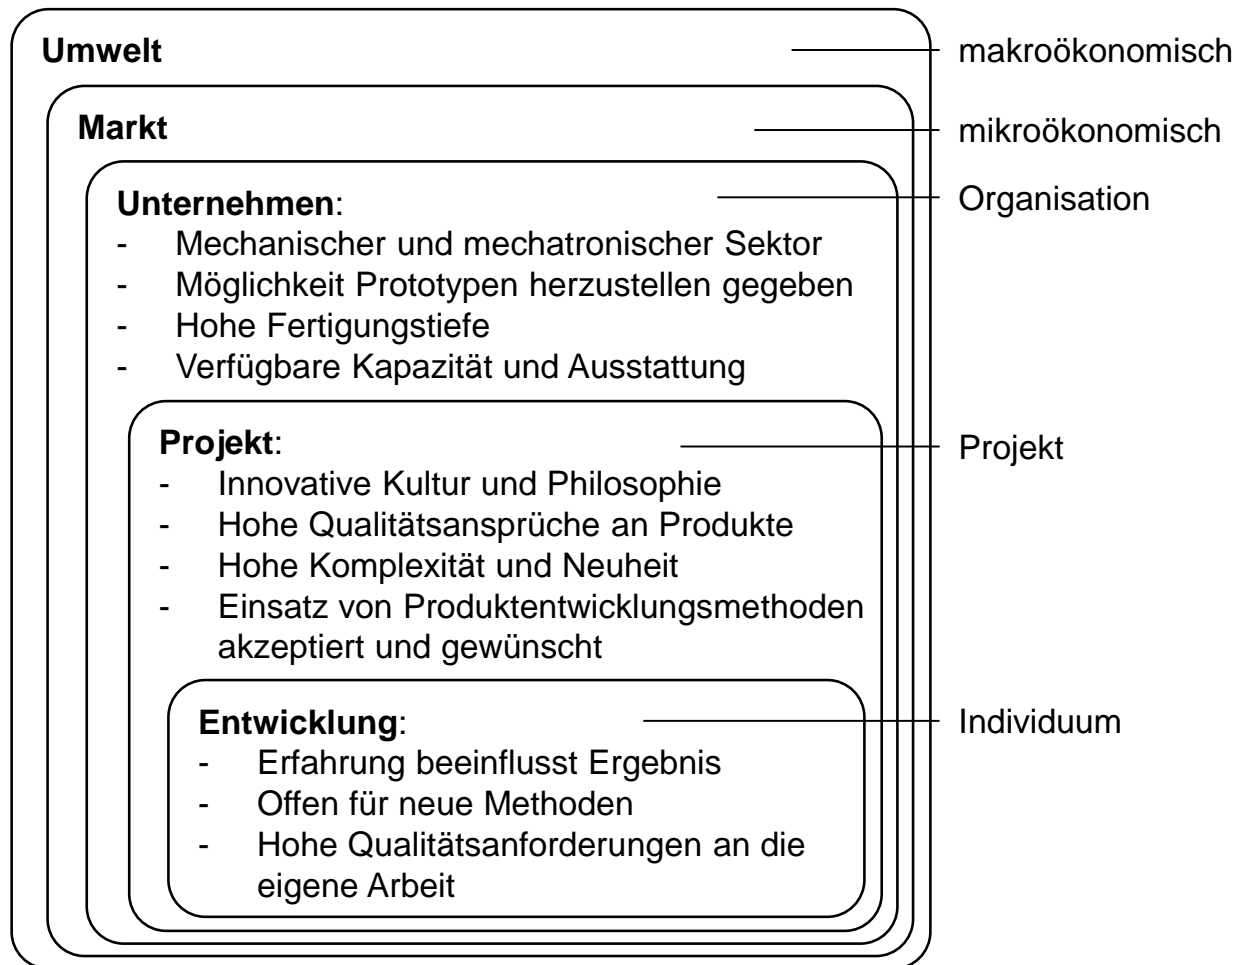 Umwelt
makroökonomisch
Markt
mikroökonomisch
Unternehmen:
Organisation
- Mechanischer und mechatronischer Sektor
- Möglichkeit Prototypen herzustellen gegeben
- Hohe Fertigungstiefe
- Verfügbare Kapazität und Ausstattung
Projekt:
Projekt
- Innovative Kultur und Philosophie
- Hohe Qualitätsansprüche an Produkte
- Hohe Komplexität und Neuheit
- Einsatz von Produktentwicklungsmethoden
akzeptiert und gewünscht
Entwicklung:
Individuum
- Erfahrung beeinflusst Ergebnis
- Offen für neue Methoden
- Hohe Qualitätsanforderungen an die
eigene Arbeit